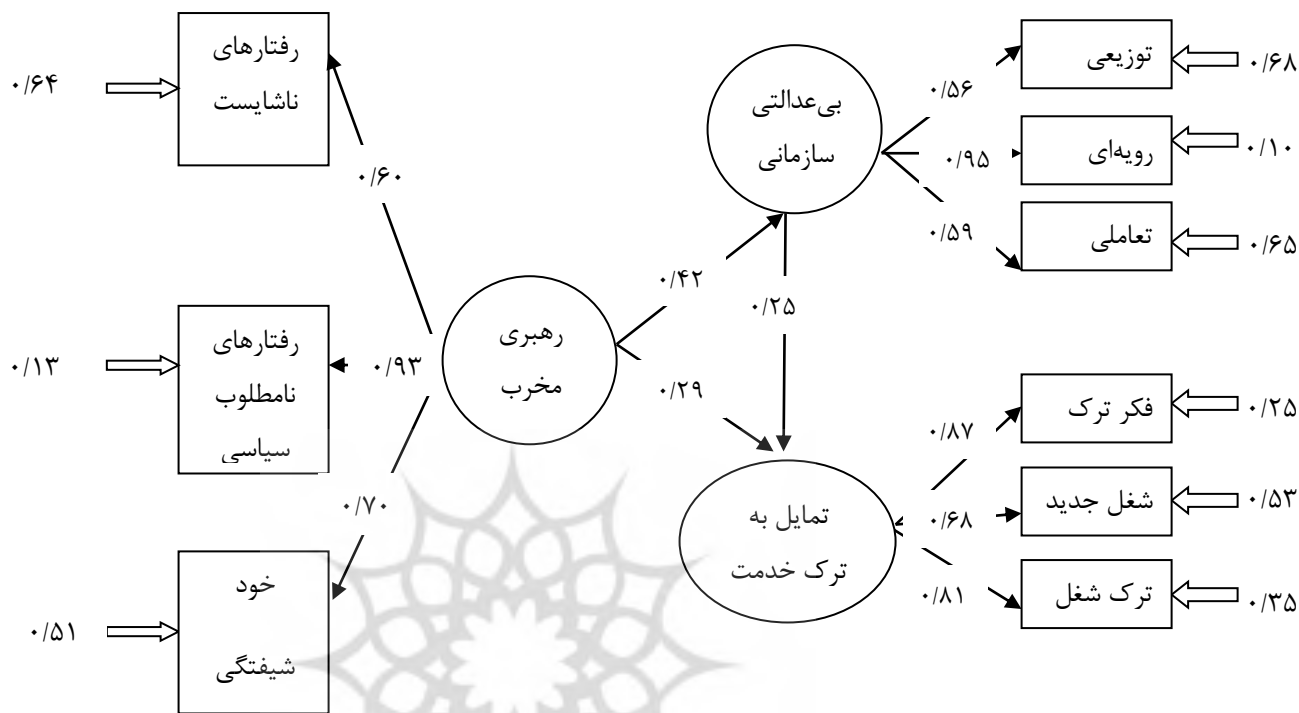 رفتارهای
ناشایست
۰/۶۴
۰/۶۰
رفتارهای
نامطلوب
سیاسی
۰/۱۳
۰/۹۳
خود
شیفتگی
۰/۵۱
۰/۷۰
رهبری
مخرب
۰/۴۲
۰/۲۹
بی‌عدالتی
سازمانی
۰/۲۵
۰/۵۶
توزیعی
۰/۶۸
۰/۹۵
رویه‌ای
۰/۱۰
۰/۵۹
تعاملی
۰/۶۵
تمایل به
ترک خدمت
۰/۸۷
فکر ترک
۰/۲۵
۰/۶۸
شغل جدید
۰/۵۳
۰/۸۱
ترک شغل
۰/۳۵